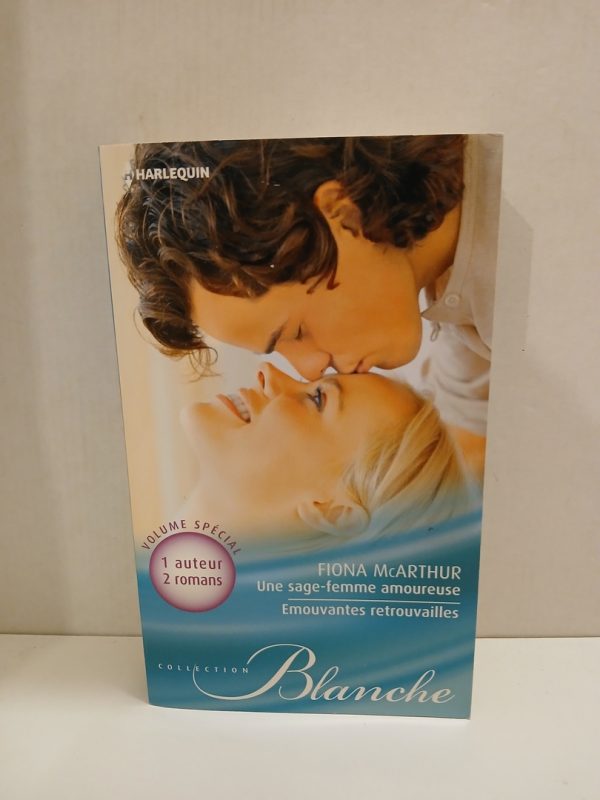 HARLEQUIN
VOLUME SPÉCIAL
1 auteur
2 romans
FIONA McARTHUR
Une sage-femme amoureuse
Emouvantes retrouvailles
COLLECTION
Blanche